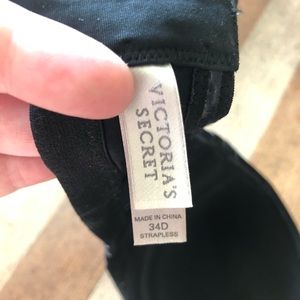 VICTORIA'S
SECRET
MADE IN CHINA
34D
STRAPLESS